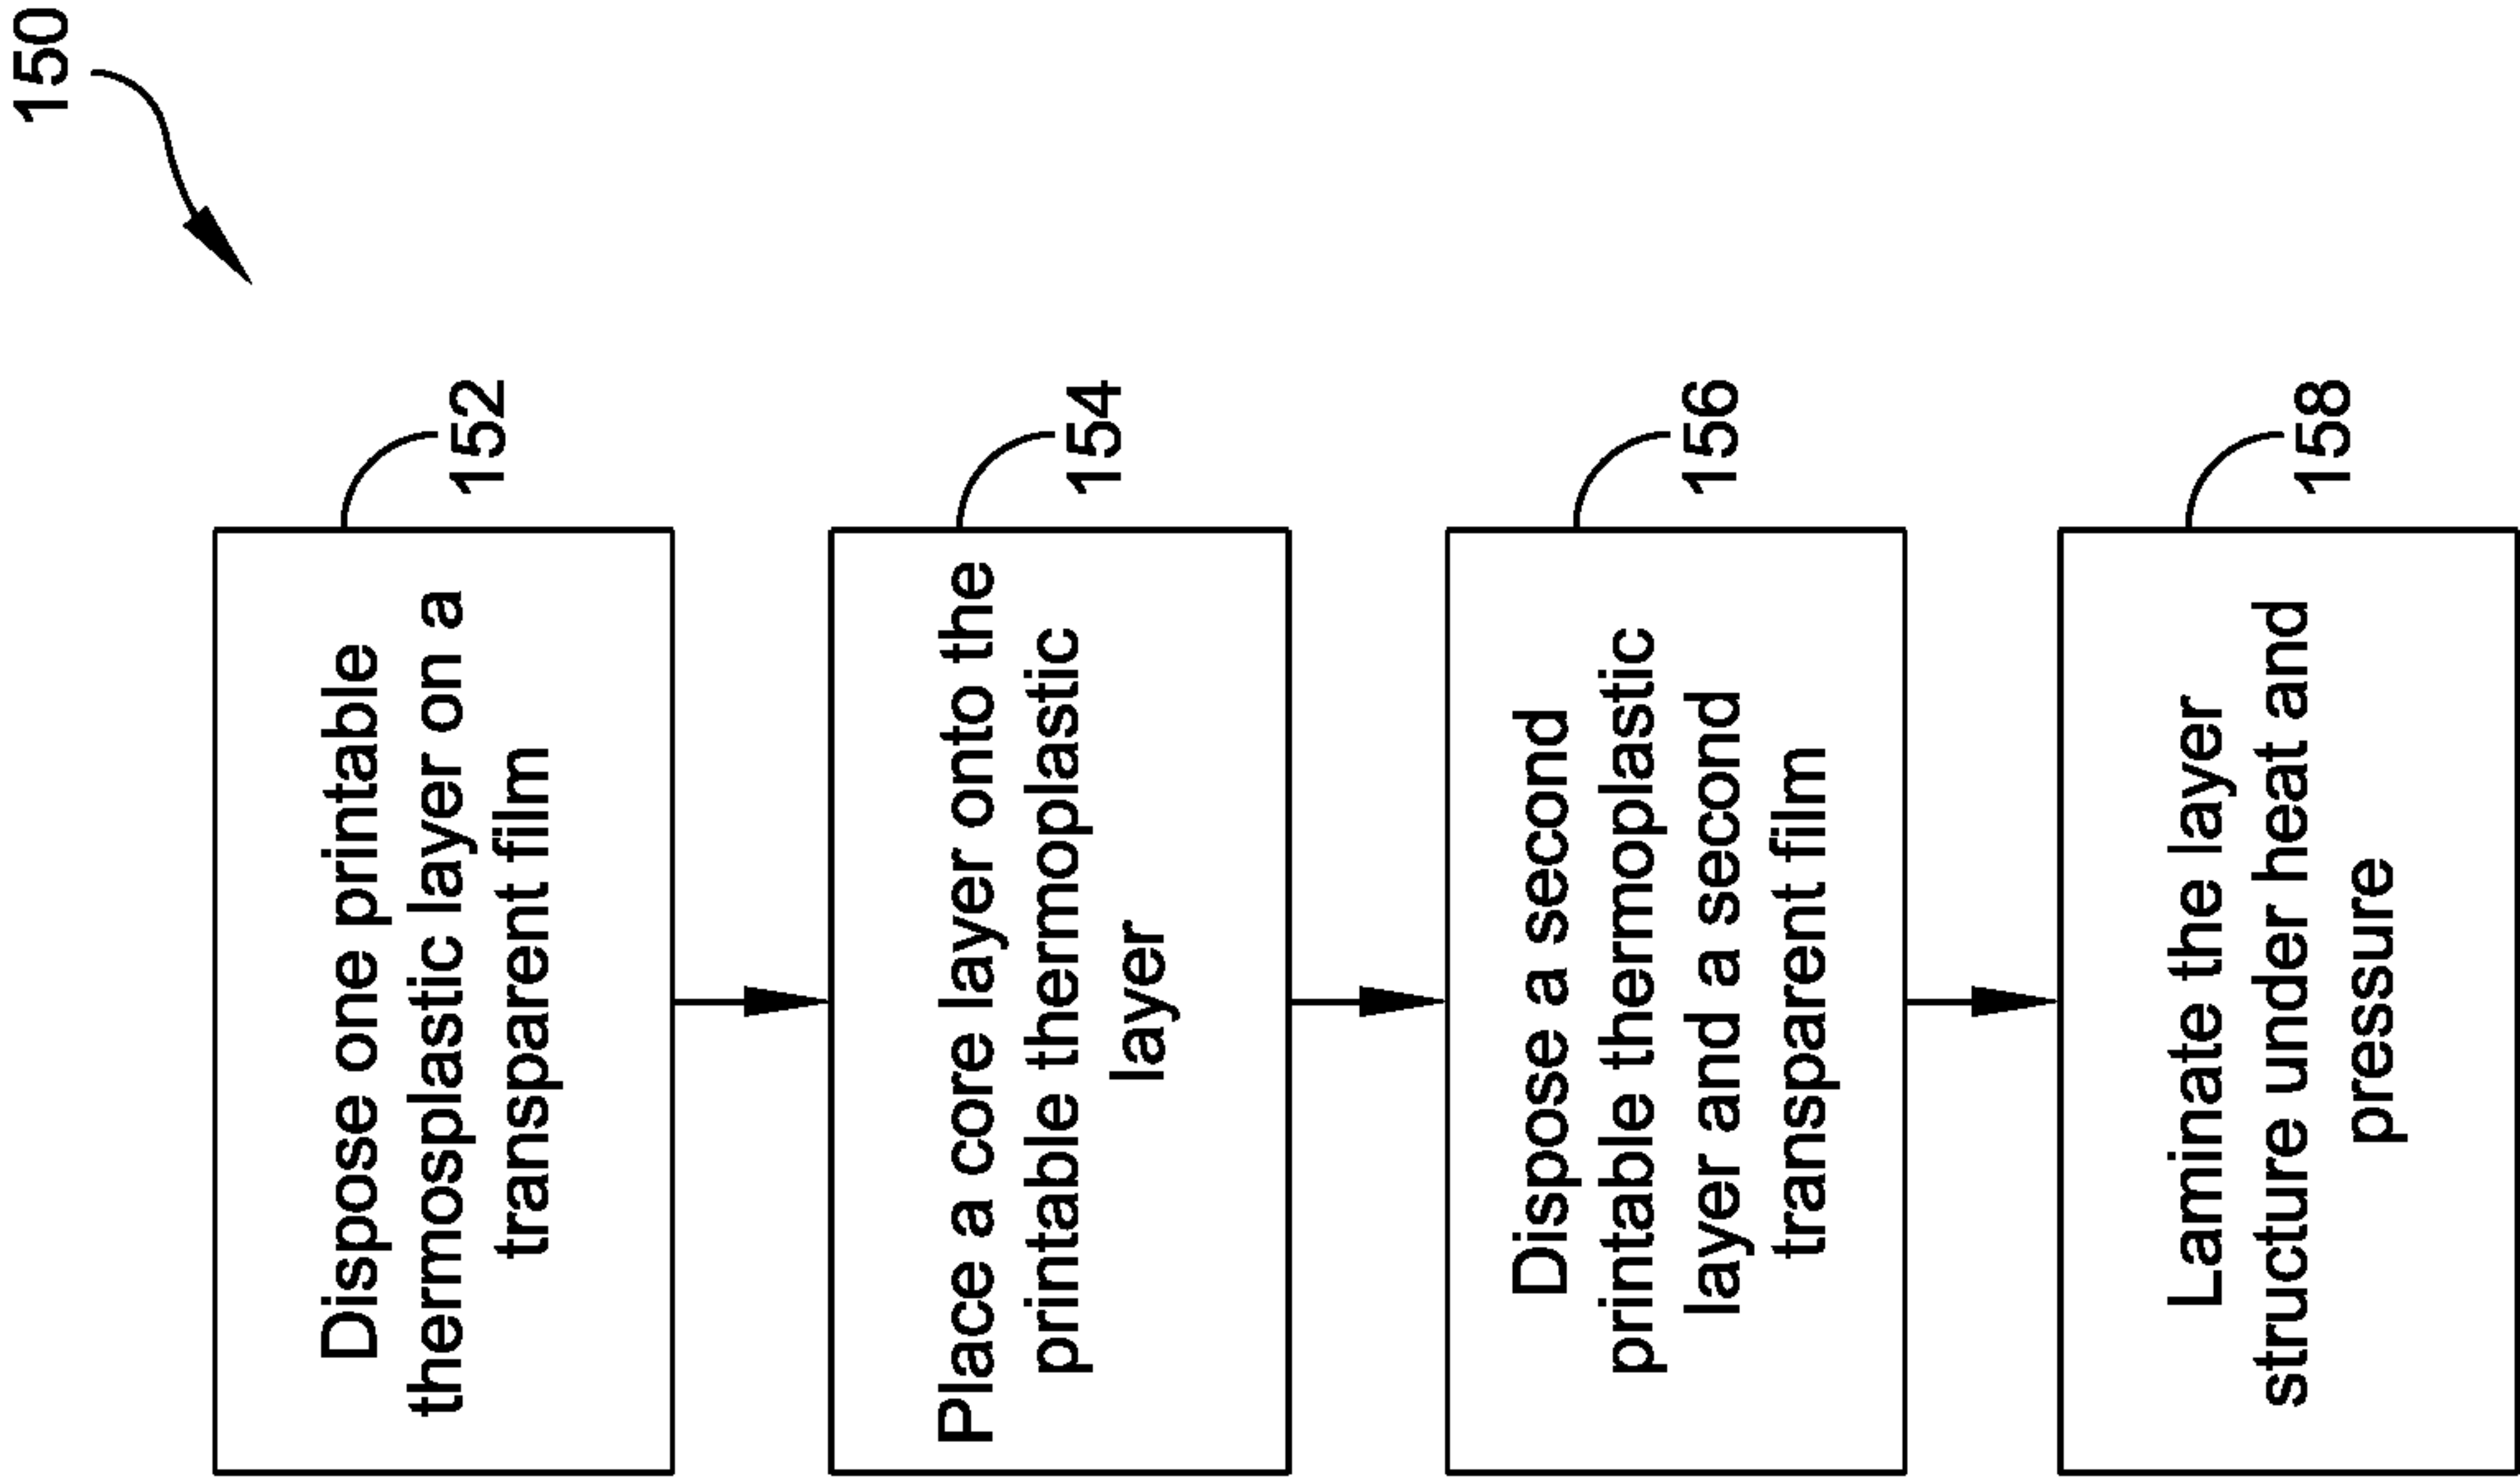 150
Dispose one printable
thermosplastic layer on a
transparent film
152
Place a core layer onto the
printable thermoplastic
layer
154
Dispose a second
printable thermoplastic
layer and a second
transparent film
156
Laminate the layer
structure under heat and
pressure
158